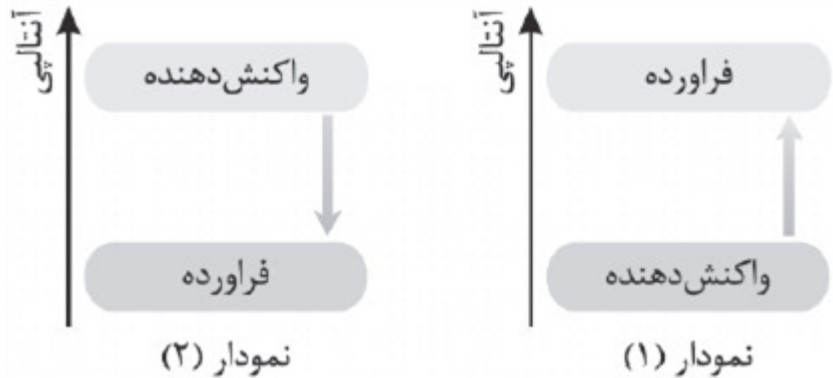 آنتالپی
فراورده
واکنش‌دهنده
نمودار (۱)
آنتالپی
واکنش‌دهنده
فراورده
نمودار (۲)